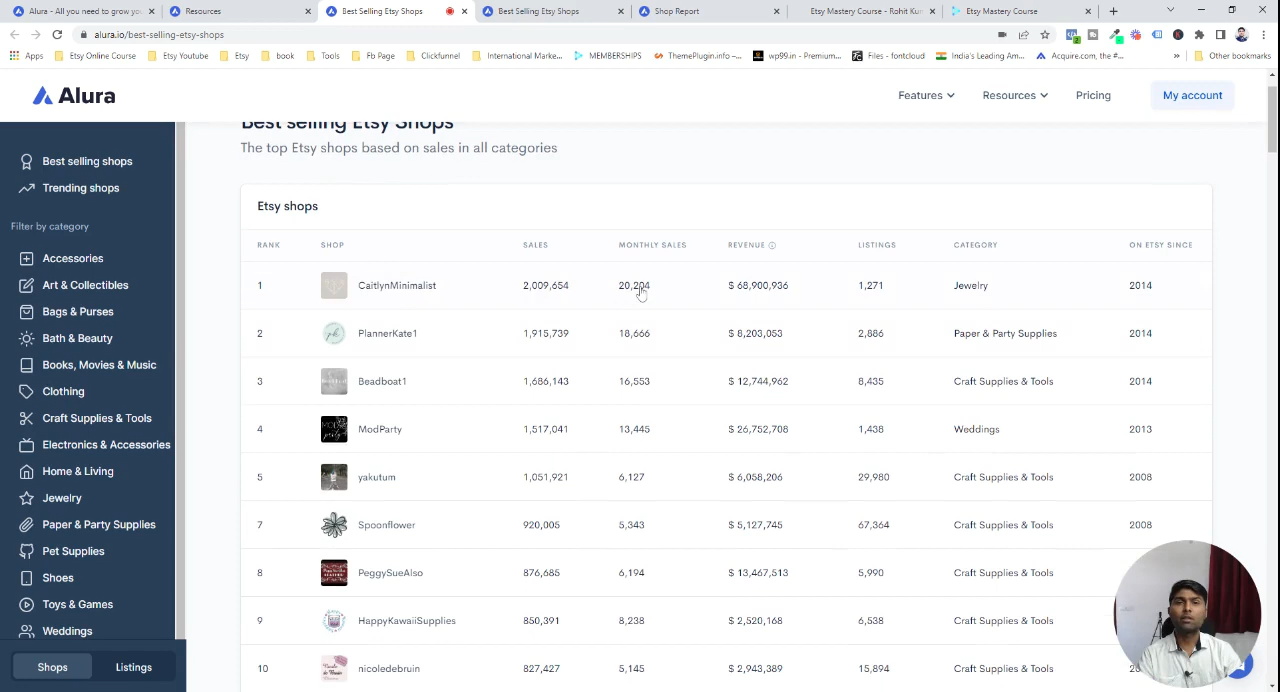 Alura - All you need to grow yo
Resources
Best Selling Etsy Shops
Best Selling Etsy Shops
Shop Report
Etsy Mastery Course - Rohit Kum
Etsy Mastery Course
alura.io/best-selling-etsy-shops
Apps
Etsy Online Course
Etsy Youtube
Etsy
book
Tools
Fb Page
Clickfunnel
International Marke...
MEMBERSHIPS
ThemePlugin.info –...
wp99.in - Premium...
Files - fontcloud
India's Leading Am...
Acquire.com, the #...
»
Other bookmarks
Alura
Features
Resources
Pricing
My account
Best selling shops
Trending shops
Filter by category
Accessories
Art & Collectibles
Bags & Purses
Bath & Beauty
Books, Movies & Music
Clothing
Craft Supplies & Tools
Electronics & Accessories
Home & Living
Jewelry
Paper & Party Supplies
Pet Supplies
Shoes
Toys & Games
Weddings
Shops
Listings
Best selling Etsy Shops
The top Etsy shops based on sales in all categories
Etsy shops
RANK SHOP SALES MONTHLY SALES REVENUE LISTINGS CATEGORY ON ETSY SINCE
1 CaitlynMinimalist 2,009,654 20,204 $ 68,900,936 1,271 Jewelry 2014
2 PlannerKate1 1,915,739 18,666 $ 8,203,053 2,886 Paper & Party Supplies 2014
3 Beadboat1 1,686,143 16,553 $ 12,744,962 8,435 Craft Supplies & Tools 2014
4 ModParty 1,517,041 13,445 $ 26,752,708 1,438 Weddings 2013
5 yakutum 1,051,921 6,127 $ 6,058,206 29,980 Craft Supplies & Tools 2008
7 Spoonflower 920,005 5,343 $ 5,127,745 67,364 Craft Supplies & Tools 2008
8 PeggySueAlso 876,685 6,194 $ 13,467,513 5,990 Craft Supplies & Tools
9 HappyKawaiiSupplies 850,391 8,238 $ 2,520,168 6,538 Craft Supplies & Tools
10 nicoledebruin 827,427 5,145 $ 2,943,389 15,894 Craft Supplies & Tools